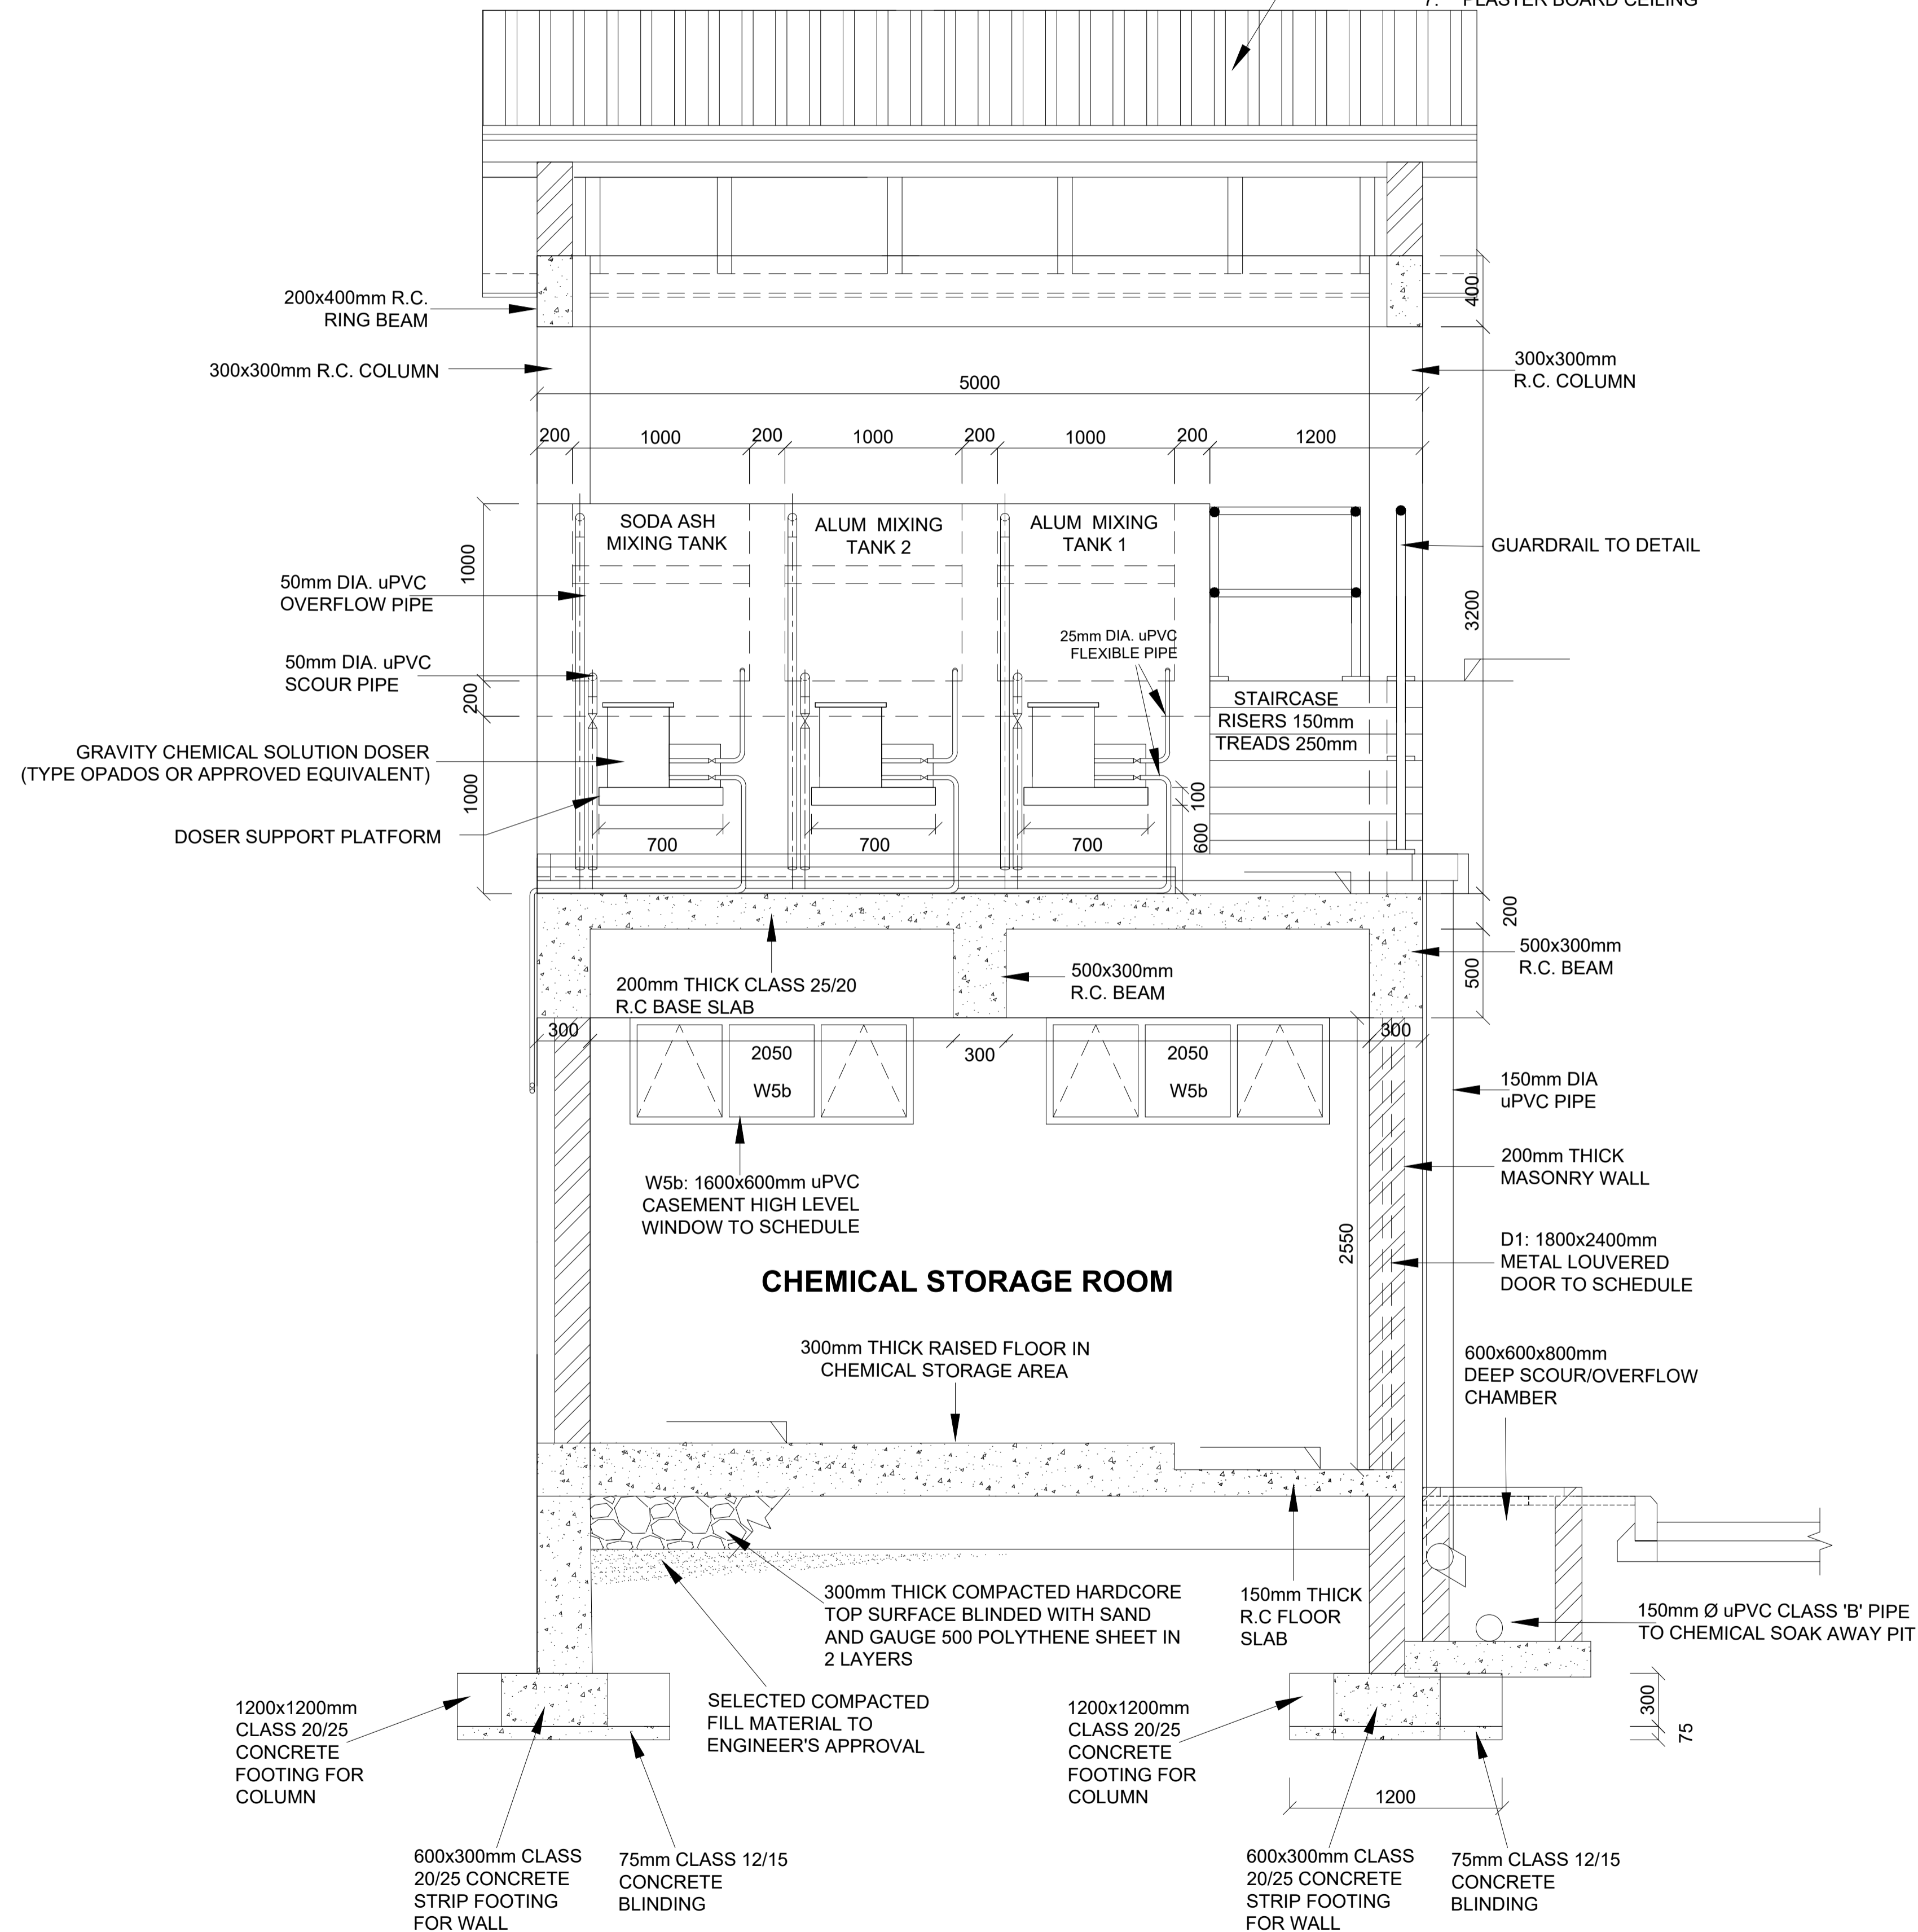 7. PLASTER BOARD CEILING
200x400mm R.C.
RING BEAM
400
300x300mm R.C. COLUMN
300x300mm
R.C. COLUMN
5000
200
1000
200
1000
200
1000
200
1200
SODA ASH
MIXING TANK
ALUM MIXING
TANK 2
ALUM MIXING
TANK 1
GUARDRAIL TO DETAIL
1000
50mm DIA. uPVC
OVERFLOW PIPE
3200
25mm DIA. uPVC
FLEXIBLE PIPE
50mm DIA. uPVC
SCOUR PIPE
200
STAIRCASE
RISERS 150mm
TREADS 250mm
GRAVITY CHEMICAL SOLUTION DOSER
(TYPE OPADOS OR APPROVED EQUIVALENT)
1000
100
600
DOSER SUPPORT PLATFORM
700
700
700
200
500x300mm
R.C. BEAM
500
200mm THICK CLASS 25/20
R.C BASE SLAB
500x300mm
R.C. BEAM
300
2050
300
2050
300
W5b
W5b
150mm DIA
uPVC PIPE
200mm THICK
MASONRY WALL
W5b: 1600x600mm uPVC
CASEMENT HIGH LEVEL
WINDOW TO SCHEDULE
2550
D1: 1800x2400mm
METAL LOUVERED
DOOR TO SCHEDULE
CHEMICAL STORAGE ROOM
300mm THICK RAISED FLOOR IN
CHEMICAL STORAGE AREA
600x600x800mm
DEEP SCOUR/OVERFLOW
CHAMBER
300mm THICK COMPACTED HARDCORE
TOP SURFACE BLINDED WITH SAND
AND GAUGE 500 POLYTHENE SHEET IN
2 LAYERS
150mm THICK
R.C FLOOR
SLAB
150mm Ø uPVC CLASS 'B' PIPE
TO CHEMICAL SOAK AWAY PIT
1200x1200mm
CLASS 20/25
CONCRETE
FOOTING FOR
COLUMN
SELECTED COMPACTED
FILL MATERIAL TO
ENGINEER'S APPROVAL
1200x1200mm
CLASS 20/25
CONCRETE
FOOTING FOR
COLUMN
300
75
1200
600x300mm CLASS
20/25 CONCRETE
STRIP FOOTING
FOR WALL
75mm CLASS 12/15
CONCRETE
BLINDING
600x300mm CLASS
20/25 CONCRETE
STRIP FOOTING
FOR WALL
75mm CLASS 12/15
CONCRETE
BLINDING